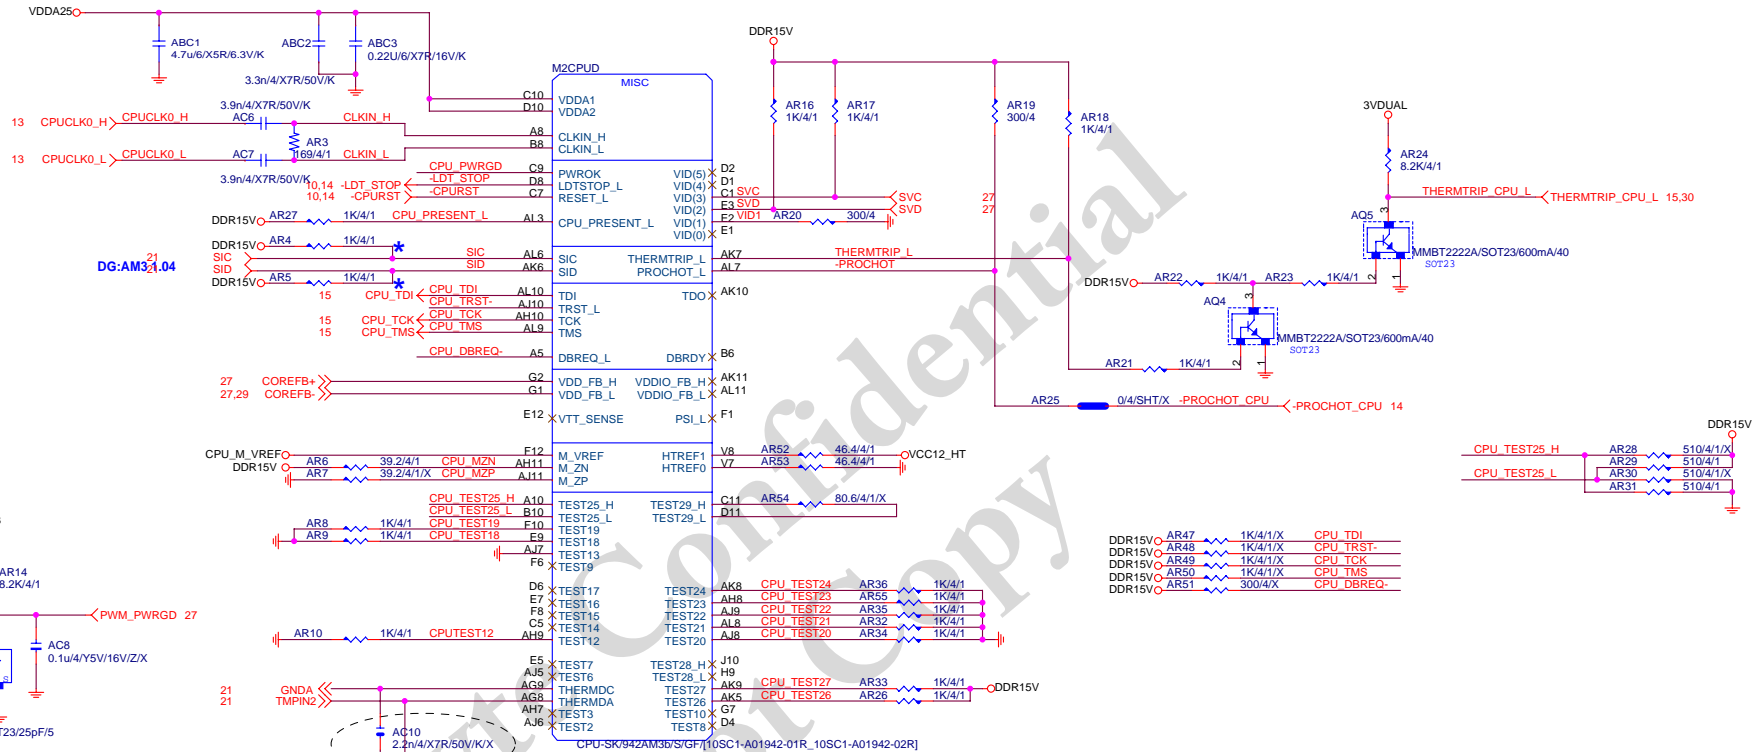 VDDA25
ABC1
4.7u/6/X5R/6.3V/K
ABC2
3.3n/4/X7R/50V/K
ABC3
0.22U/6/X7R/16V/K
M2CPUD
MISC
13 CPUCLK0_H CPUCLK0_H
3.9n/4/X7R/50V/K
AC6
CLKIN_H
AR3
169/4/1
13 CPUCLK0_L CPUCLK0_L
AC7
CLKIN_L
3.9n/4/X7R/50V/K
C10 VDDA1
D10 VDDA2
A8 CLKIN_H
B8 CLKIN_L
CPU_PWRGD C9 PWROK
10,14 -LDT_STOP D8 LDTSTOP_L
10,14 -CPURST C7 RESET_L
DDR15V AR27 1K/4/1 CPU_PRESENT_L AL3 CPU_PRESENT_L
DDR15V AR4 1K/4/1 *
DG:AM3 1.04
21 SIC SIC AL6 SIC
21 SID SID AK6 SID
DDR15V AR5 1K/4/1 *
15 CPU_TDI CPU_TDI AL10 TDI
CPU_TRST- AJ10 TRST_L
15 CPU_TCK CPU_TCK AH10 TCK
15 CPU_TMS CPU_TMS AL9 TMS
CPU_DBREQ- A5 DBREQ_L
27 COREFB+ G2 VDD_FB_H
27,29 COREFB- G1 VDD_FB_L
E12 VTT_SENSE
CPU_M_VREF F12 M_VREF
DDR15V AR6 39.2/4/1 CPU_MZN AH11 M_ZN
AR7 39.2/4/1/X CPU_MZP AJ11 M_ZP
CPU_TEST25_H A10 TEST25_H
CPU_TEST25_L B10 TEST25_L
AR8 1K/4/1 CPU_TEST19 F10 TEST19
AR9 1K/4/1 CPU_TEST18 E9 TEST18
AJ7 TEST13
F6 TEST9
D6 TEST17
E7 TEST16
F8 TEST15
C5 TEST14
AR10 1K/4/1 CPUTEST12 AH9 TEST12
E5 TEST7
AJ5 TEST6
21 GNDA AG9 THERMDC
21 TMPIN2 AG8 THERMDA
AH7 TEST3
AJ6 TEST2
AC10
2.2n/4/X7R/50V/K/X
CPU-SK/942AM3b/S/GF/[10SC1-A01942-01R_10SC1-A01942-02R]
AR14
8.2K/4/1
PWM_PWRGD 27
AC8
0.1u/4/Y5V/16V/Z/X
S
T23/25pF/5
DDR15V
AR16
1K/4/1
AR17
1K/4/1
AR19
300/4
AR18
1K/4/1
VID(5) D2
VID(4) D1
VID(3) C1 SVC SVC 27
VID(2) E3 SVD SVD 27
VID(1) E2 VID1 AR20 300/4
VID(0) E1
THERMTRIP_L AK7 THERMTRIP_L
PROCHOT_L AL7 -PROCHOT
TDO AK10
DBRDY B6
VDDIO_FB_H AK11
VDDIO_FB_L AL11
PSI_L F1
HTREF1 V8 AR52 46.4/4/1 VCC12_HT
HTREF0 V7 AR53 46.4/4/1
TEST29_H C11 AR54 80.6/4/1/X
TEST29_L D11
TEST24 AK8 CPU_TEST24 AR36 1K/4/1
TEST23 AH8 CPU_TEST23 AR55 1K/4/1
TEST22 AJ9 CPU_TEST22 AR35 1K/4/1
TEST21 AL8 CPU_TEST21 AR32 1K/4/1
TEST20 AJ8 CPU_TEST20 AR34 1K/4/1
TEST28_H J10
TEST28_L H9
TEST27 AK9 CPU_TEST27 AR33 1K/4/1 DDR15V
TEST26 AK5 CPU_TEST26 AR26 1K/4/1
TEST10 G7
TEST8 D4
3VDUAL
AR24
8.2K/4/1
THERMTRIP_CPU_L THERMTRIP_CPU_L 15,30
AQ5
3
MMBT2222A/SOT23/600mA/40
SOT23
2 1
DDR15V AR22 1K/4/1 AR23 1K/4/1
3
AQ4
MMBT2222A/SOT23/600mA/40
SOT23
2 1
AR21 1K/4/1
AR25 0/4/SHT/X -PROCHOT_CPU -PROCHOT_CPU 14
DDR15V
CPU_TEST25_H AR28 510/4/1/X
AR29 510/4/1
CPU_TEST25_L AR30 510/4/1/X
AR31 510/4/1
DDR15V AR47 1K/4/1/X CPU_TDI
DDR15V AR48 1K/4/1/X CPU_TRST-
DDR15V AR49 1K/4/1/X CPU_TCK
DDR15V AR50 1K/4/1/X CPU_TMS
DDR15V AR51 300/4/X CPU_DBREQ-
Confidential
Copy